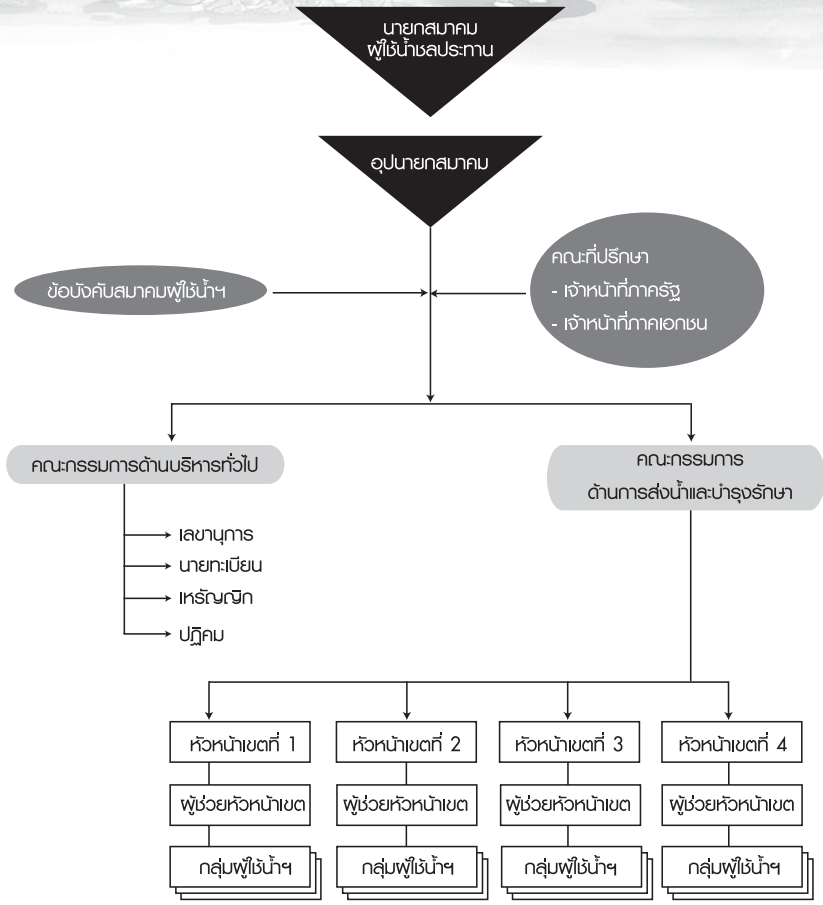 นายกสมาคม
ผู้ใช้น้ำชลประทาน
อุปนายกสมาคม
ข้อบังคับสมาคมผู้ใช้น้ำฯ
คณะที่ปรึกษา
- เจ้าหน้าที่ภาครัฐ
- เจ้าหน้าที่ภาคเอกชน
คณะกรรมการด้านบริหารทั่วไป
คณะกรรมการ
ด้านการส่งน้ำและบำรุงรักษา
เลขานุการ
นายทะเบียน
เหรัญญิก
ปฏิคม
หัวหน้าเขตที่ 1
หัวหน้าเขตที่ 2
หัวหน้าเขตที่ 3
หัวหน้าเขตที่ 4
ผู้ช่วยหัวหน้าเขต
ผู้ช่วยหัวหน้าเขต
ผู้ช่วยหัวหน้าเขต
ผู้ช่วยหัวหน้าเขต
กลุ่มผู้ใช้น้ำฯ
กลุ่มผู้ใช้น้ำฯ
กลุ่มผู้ใช้น้ำฯ
กลุ่มผู้ใช้น้ำฯ